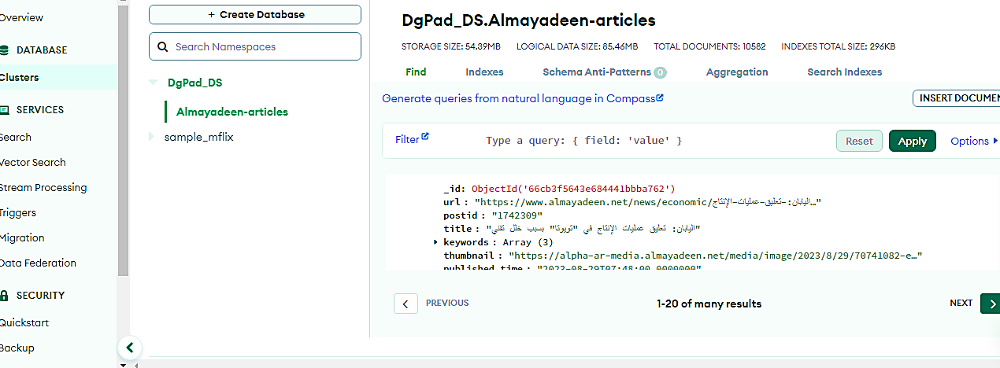 Overview
DATABASE
Clusters
SERVICES
Search
Vector Search
Stream Processing
Triggers
Migration
Data Federation
SECURITY
Quickstart
Backup
+ Create Database
Search Namespaces
DgPad_DS
Almayadeen-articles
sample_mflix
DgPad_DS.Almayadeen-articles
STORAGE SIZE: 54.39MB LOGICAL DATA SIZE: 85.46MB TOTAL DOCUMENTS: 10582 INDEXES TOTAL SIZE: 296KB
Find Indexes Schema Anti-Patterns 0 Aggregation Search Indexes
Generate queries from natural language in Compass
INSERT DOCUMEN
Filter Type a query: { field: 'value' } Reset Apply Options
_id: ObjectId('66cb3f5643e684441bbba762')
url : "https://www.almayadeen.net/news/economic/اليابان:-تعليق-عمليات-الإنتاج…"
postid : "1742309"
title : "اليابان: تعليق عمليات الإنتاج في "تويوتا" بسبب خلل تقني"
keywords : Array (3)
thumbnail : "https://alpha-ar-media.almayadeen.net/media/image/2023/8/29/70741082-e…"
published_time : "2023-08-29T07:48:00.0000000"
PREVIOUS 1-20 of many results NEXT